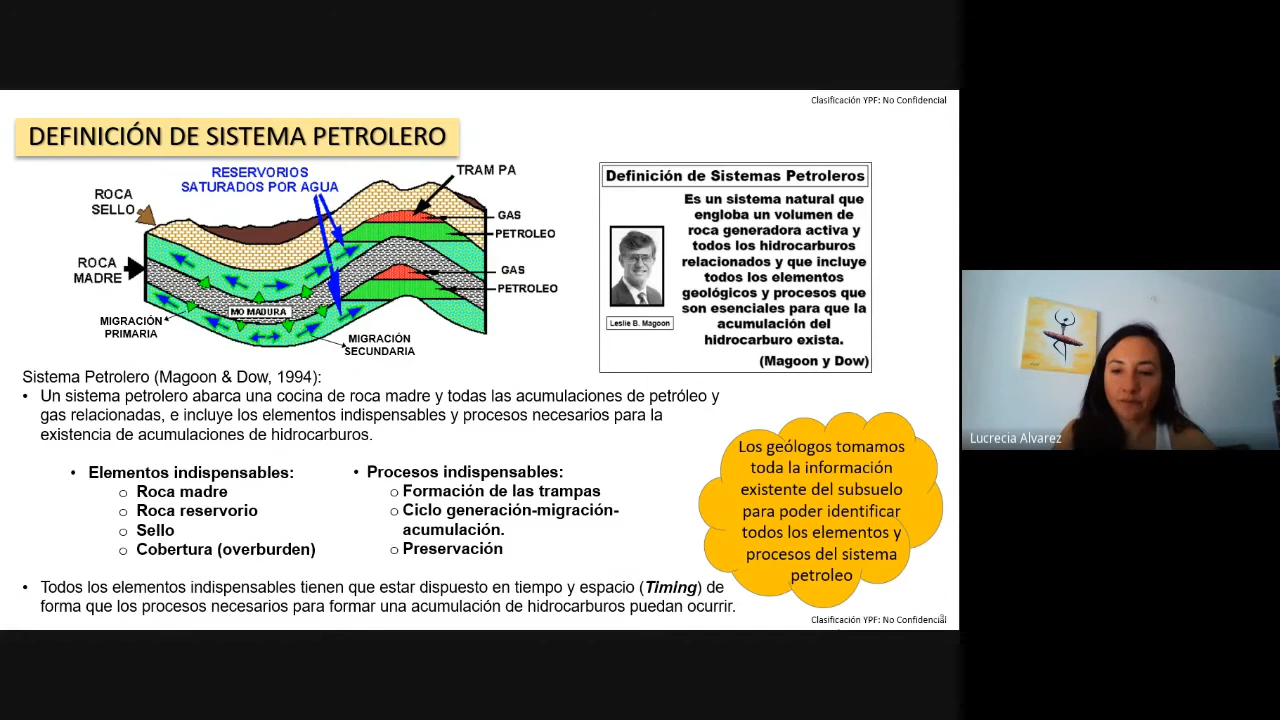 Clasificación YPF: No Confidencial
DEFINICIÓN DE SISTEMA PETROLERO
RESERVORIOS
SATURADOS POR AGUA
TRAM PA
ROCA
SELLO
GAS
PETROLEO
ROCA
MADRE
GAS
PETROLEO
MO MADURA
MIGRACIÓN
PRIMARIA
MIGRACIÓN
SECUNDARIA
Definición de Sistemas Petroleros
Es un sistema natural que
engloba un volumen de
roca generadora activa y
todos los hidrocarburos
relacionados y que incluye
todos los elementos
geológicos y procesos que
son esenciales para que la
acumulación del
hidrocarburo exista.
(Magoon y Dow)
Leslie B. Magoon
Sistema Petrolero (Magoon & Dow, 1994):
• Un sistema petrolero abarca una cocina de roca madre y todas las acumulaciones de petróleo y
gas relacionadas, e incluye los elementos indispensables y procesos necesarios para la
existencia de acumulaciones de hidrocarburos.
• Elementos indispensables:
o Roca madre
o Roca reservorio
o Sello
o Cobertura (overburden)
• Procesos indispensables:
o Formación de las trampas
o Ciclo generación-migración-
acumulación.
o Preservación
• Todos los elementos indispensables tienen que estar dispuesto en tiempo y espacio (Timing) de
forma que los procesos necesarios para formar una acumulación de hidrocarburos puedan ocurrir.
Los geólogos tomamos
toda la información
existente del subsuelo
para poder identificar
todos los elementos y
procesos del sistema
petroleo
Clasificación YPF: No Confidencial
Lucrecia Alvarez